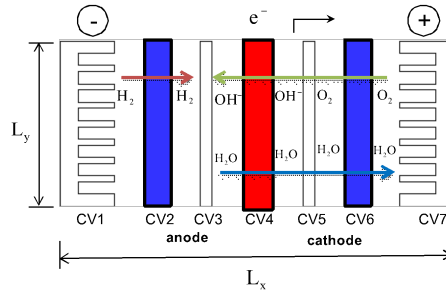 - e⁻ +
H₂ H₂ OH⁻ OH⁻ O₂ O₂
L_y
H₂O H₂O H₂O H₂O
CV1 CV2 CV3 CV4 CV5 CV6 CV7
anode cathode
L_x